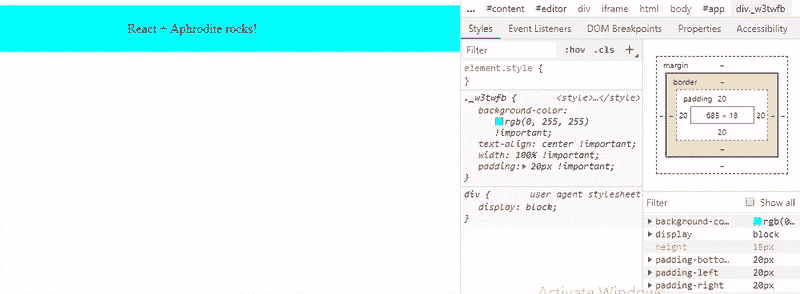 React + Aphrodite rocks!
... #content #editor div iframe html body #app div._w3twfb
Styles Event Listeners DOM Breakpoints Properties Accessibility
Filter :hov .cls +
element.style {
}
._w3twfb { <style>…</style>
background-color:
rgb(0, 255, 255)
!important;
text-align: center !important;
width: 100% !important;
padding: 20px !important;
}
div { user agent stylesheet
display: block;
}
margin –
border –
padding 20
– – 20 685 × 18 20 – –
20
–
–
Filter Show all
background-co… rgb(0…
display block
height 18px
padding-botto… 20px
padding-left 20px
padding-right 20px
Activate Windows